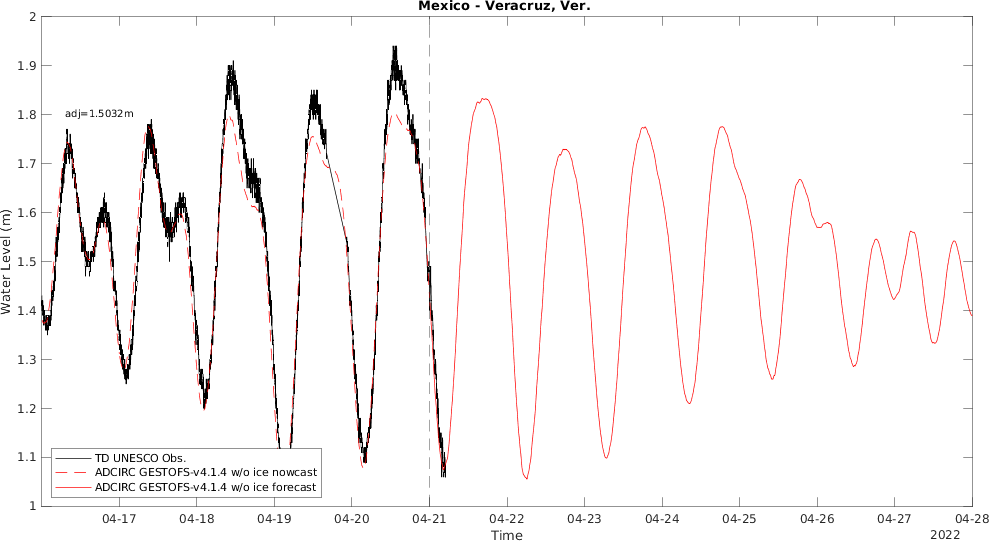 Mexico - Veracruz, Ver.
2
1.9
1.8
1.7
1.6
1.5
1.4
1.3
1.2
1.1
1
Water Level (m)
adj=1.5032m
TD UNESCO Obs.
ADCIRC GESTOFS-v4.1.4 w/o ice nowcast
ADCIRC GESTOFS-v4.1.4 w/o ice forecast
04-17 04-18 04-19 04-20 04-21 04-22 04-23 04-24 04-25 04-26 04-27 04-28
Time
2022